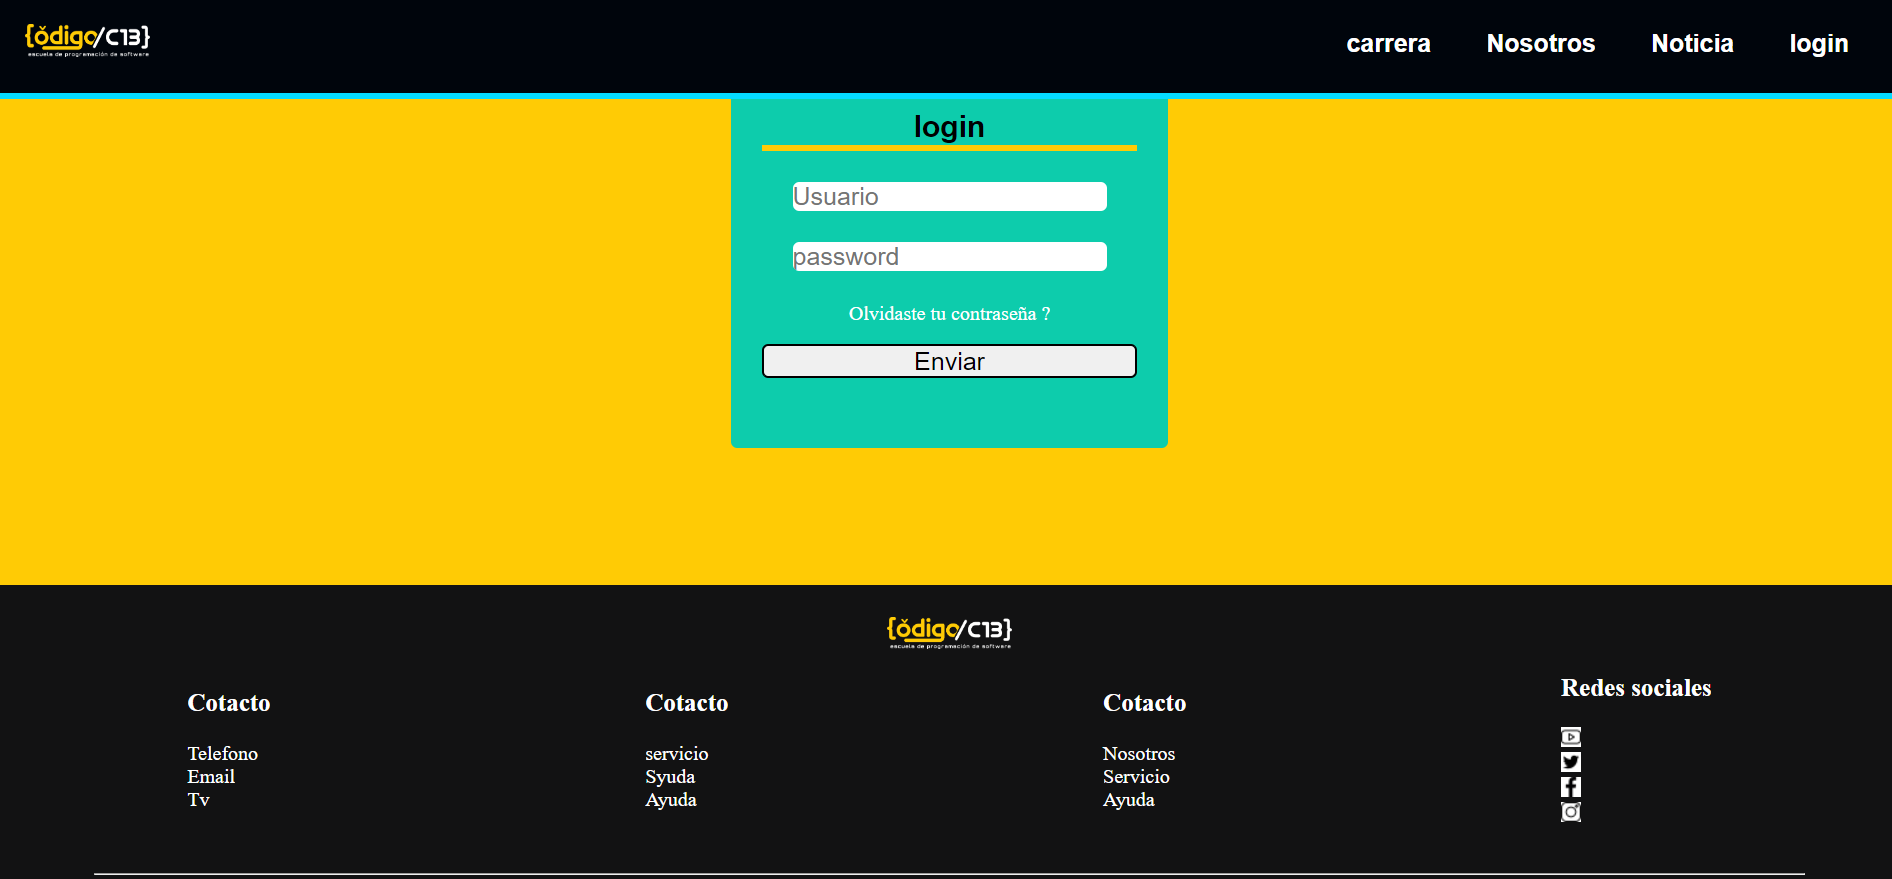 {ŏdigo/C13}
escuela de programación de software
carrera Nosotros Noticia login
login
Usuario
password
Olvidaste tu contraseña ?
Enviar
{ŏdigo/C13}
escuela de programación de software
Cotacto
Telefono
Email
Tv
Cotacto
servicio
Syuda
Ayuda
Cotacto
Nosotros
Servicio
Ayuda
Redes sociales